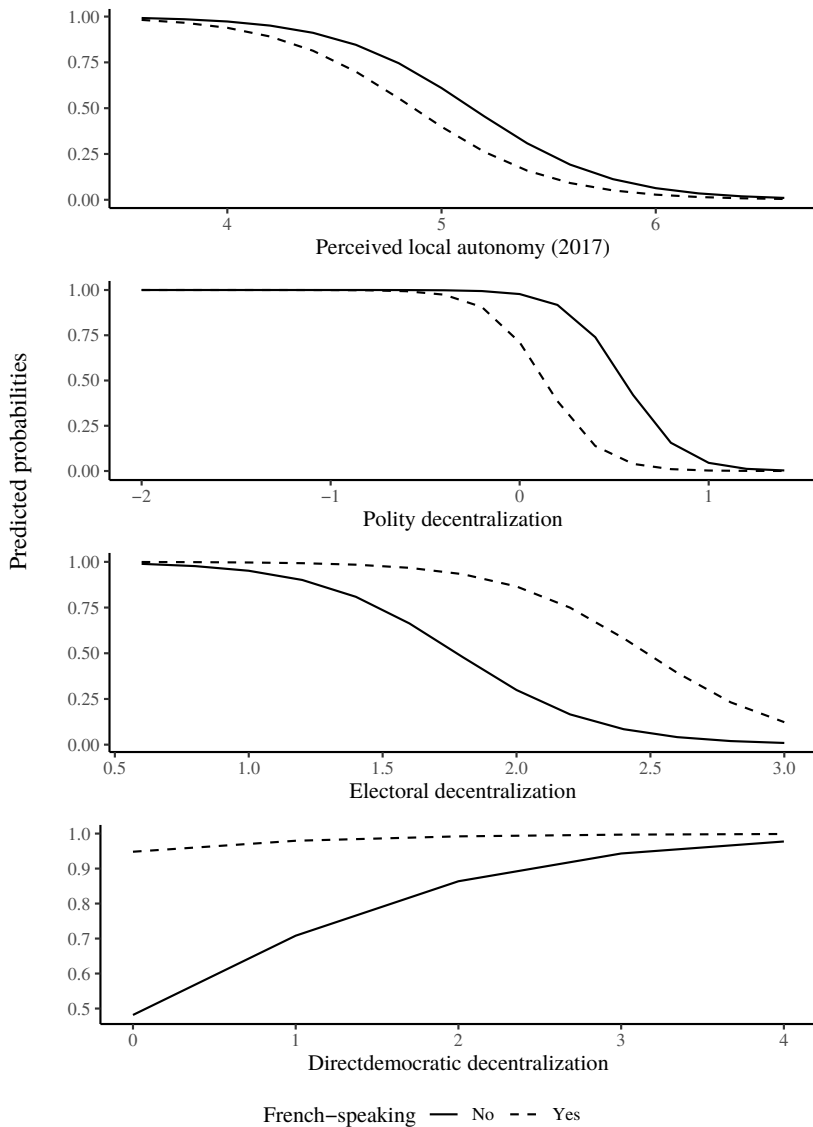 1.00
0.75
0.50
0.25
0.00
4 5 6
Perceived local autonomy (2017)
1.00
0.75
0.50
0.25
0.00
−2 −1 0 1
Polity decentralization
Predicted probabilities
1.00
0.75
0.50
0.25
0.00
0.5 1.0 1.5 2.0 2.5 3.0
Electoral decentralization
1.0
0.9
0.8
0.7
0.6
0.5
0 1 2 3 4
Directdemocratic decentralization
French−speaking No Yes